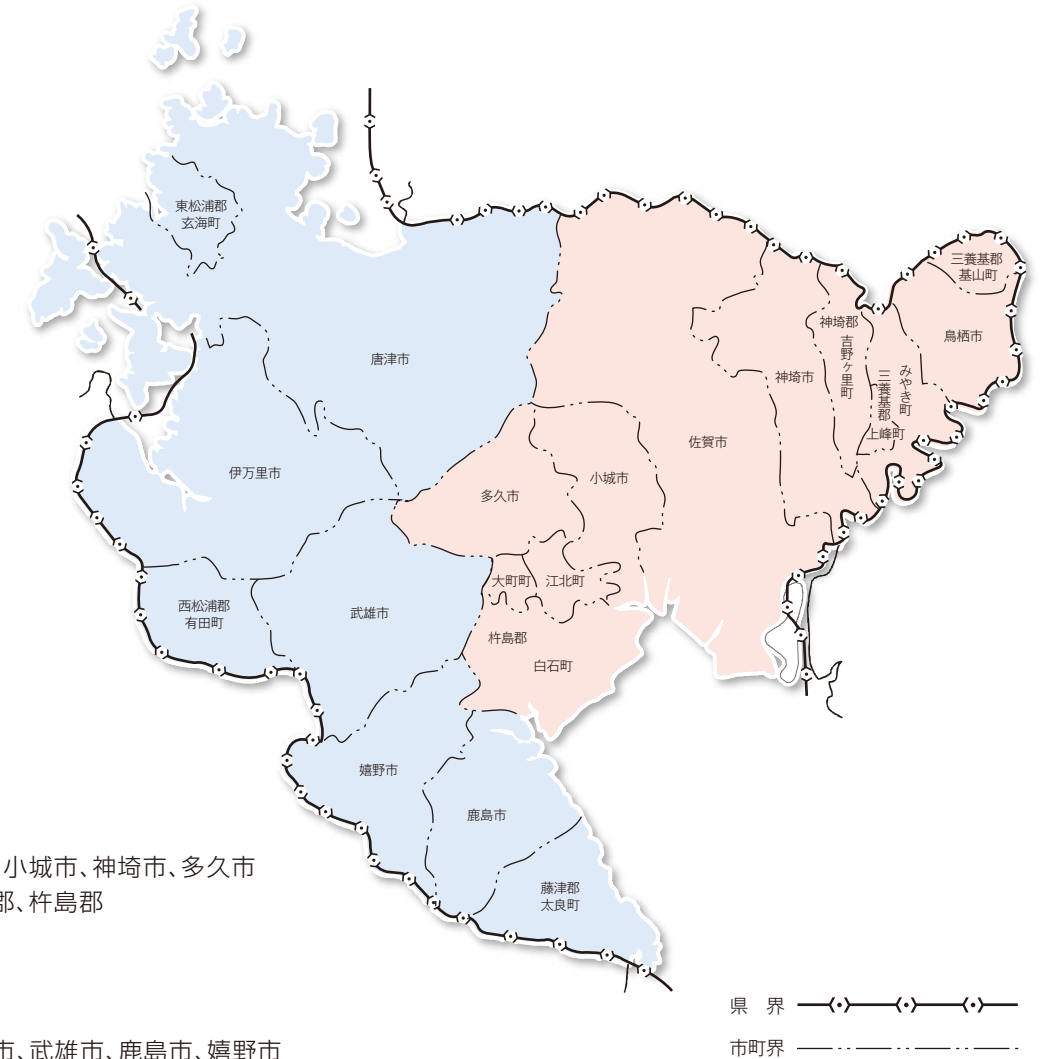 東松浦郡
玄海町
唐津市
伊万里市
西松浦郡
有田町
武雄市
嬉野市
鹿島市
藤津郡
太良町
多久市
小城市
佐賀市
大町町
江北町
杵島郡
白石町
神埼市
神埼郡
吉野ヶ里町
三養基郡
みやき町
上峰町
鳥栖市
三養基郡
基山町
小城市、神埼市、多久市
郡、杵島郡
市、武雄市、鹿島市、嬉野市
県 界
市町界